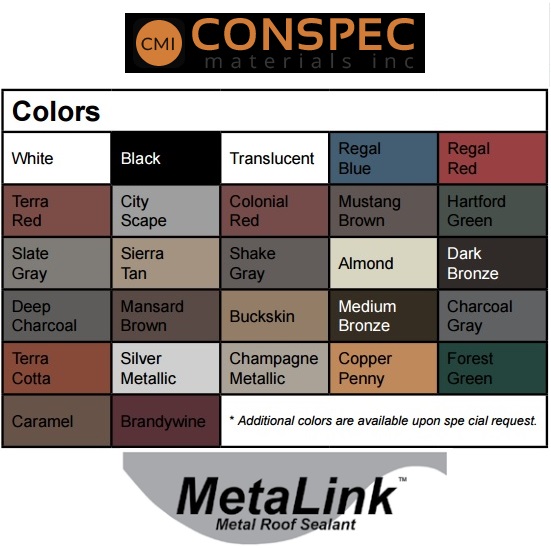 CMI
CONSPEC
materials inc
Colors
White
Black
Translucent
Regal
Blue
Regal
Red
Terra
Red
City
Scape
Colonial
Red
Mustang
Brown
Hartford
Green
Slate
Gray
Sierra
Tan
Shake
Gray
Almond
Dark
Bronze
Deep
Charcoal
Mansard
Brown
Buckskin
Medium
Bronze
Charcoal
Gray
Terra
Cotta
Silver
Metallic
Champagne
Metallic
Copper
Penny
Forest
Green
Caramel
Brandywine
* Additional colors are available upon spe cial request.
MetaLink™
Metal Roof Sealant